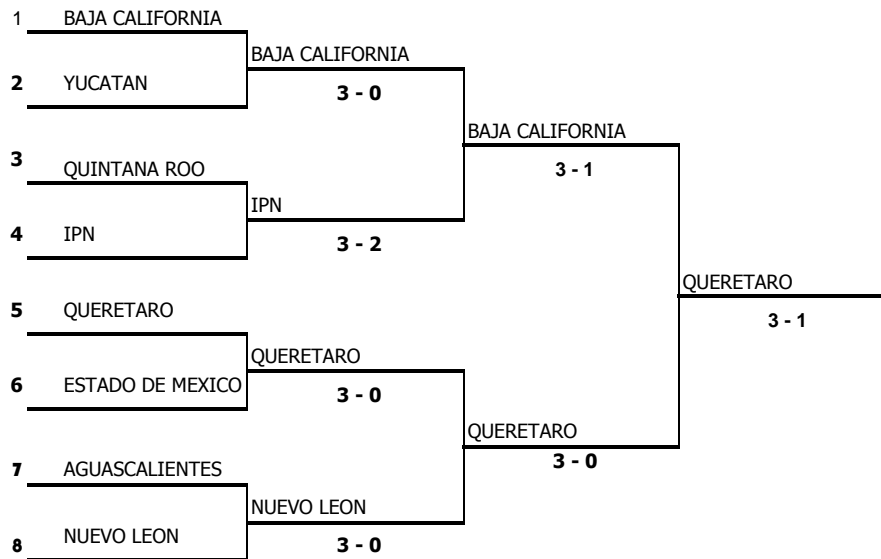 1 BAJA CALIFORNIA
BAJA CALIFORNIA
2 YUCATAN
3 - 0
BAJA CALIFORNIA
3 QUINTANA ROO
3 - 1
IPN
4 IPN
3 - 2
QUERETARO
5 QUERETARO
3 - 1
QUERETARO
6 ESTADO DE MEXICO
3 - 0
QUERETARO
3 - 0
7 AGUASCALIENTES
NUEVO LEON
8 NUEVO LEON
3 - 0